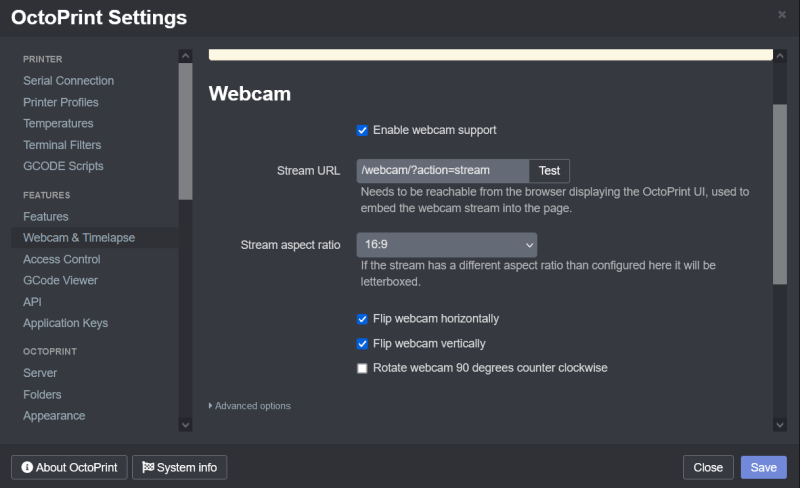 OctoPrint Settings
×
PRINTER
Serial Connection
Printer Profiles
Temperatures
Terminal Filters
GCODE Scripts
FEATURES
Features
Webcam & Timelapse
Access Control
GCode Viewer
API
Application Keys
OCTOPRINT
Server
Folders
Appearance
Webcam
Enable webcam support
Stream URL
/webcam/?action=stream
Test
Needs to be reachable from the browser displaying the OctoPrint UI, used to
embed the webcam stream into the page.
Stream aspect ratio
16:9
If the stream has a different aspect ratio than configured here it will be
letterboxed.
Flip webcam horizontally
Flip webcam vertically
Rotate webcam 90 degrees counter clockwise
Advanced options
About OctoPrint
System info
Close
Save